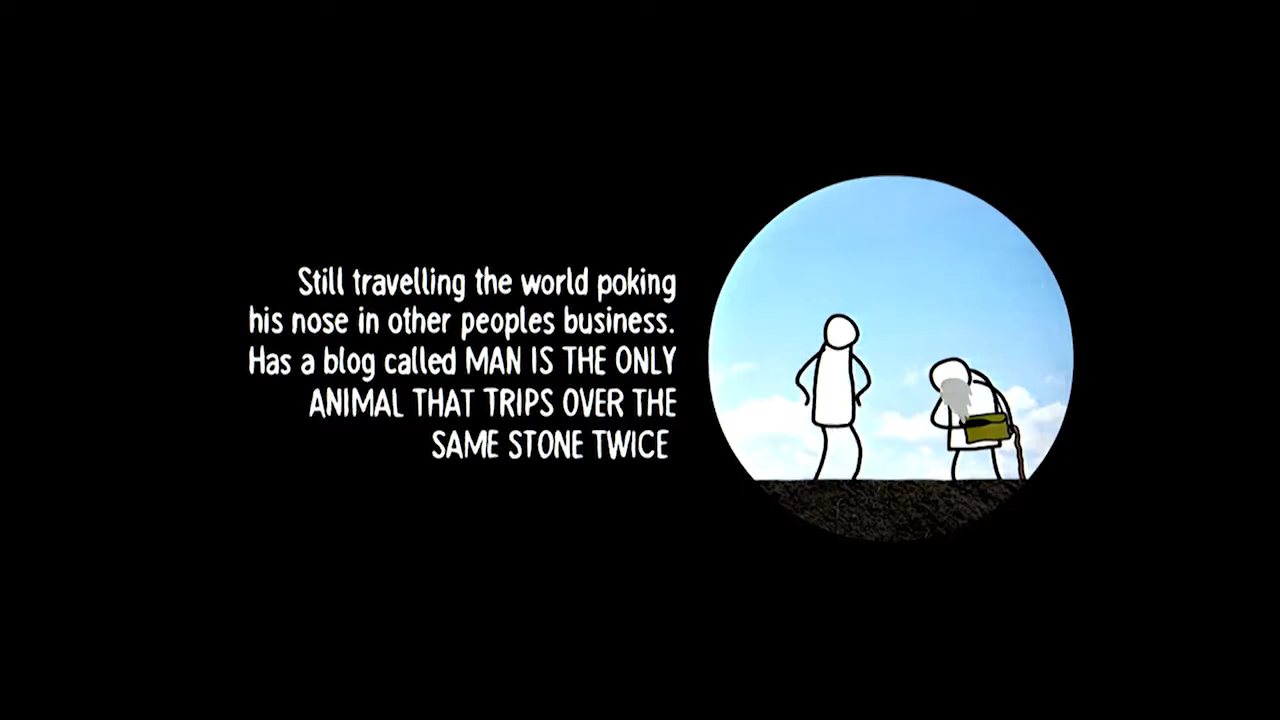 Still travelling the world poking
his nose in other peoples business.
Has a blog called MAN IS THE ONLY
ANIMAL THAT TRIPS OVER THE
SAME STONE TWICE